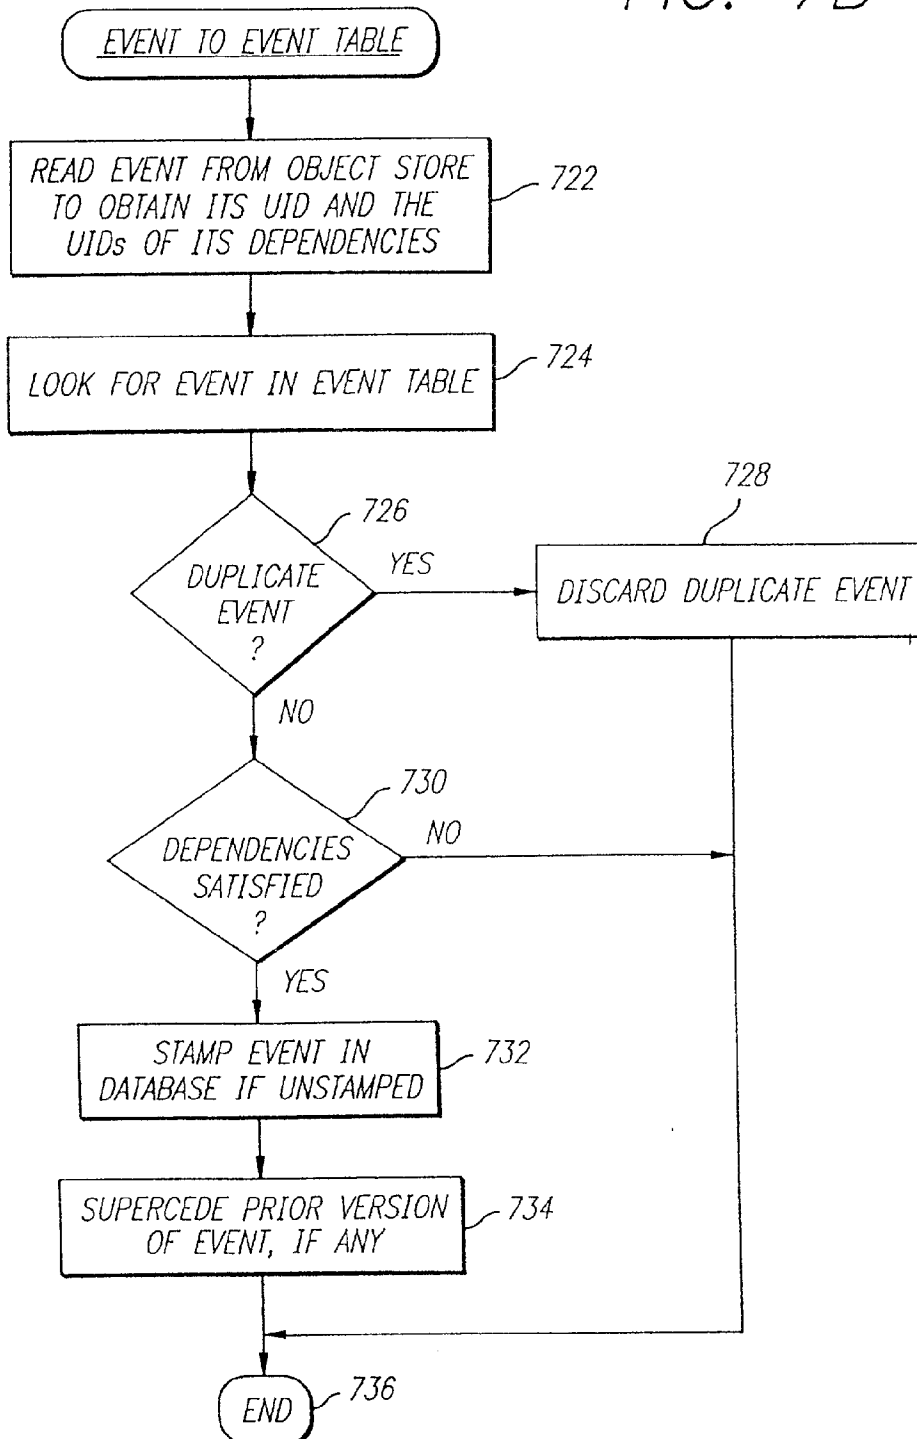 EVENT TO EVENT TABLE
READ EVENT FROM OBJECT STORE
TO OBTAIN ITS UID AND THE
UIDs OF ITS DEPENDENCIES
722
LOOK FOR EVENT IN EVENT TABLE
724
726
DUPLICATE
EVENT
?
YES
728
DISCARD DUPLICATE EVENT
NO
730
DEPENDENCIES
SATISFIED
?
NO
YES
STAMP EVENT IN
DATABASE IF UNSTAMPED
732
SUPERCEDE PRIOR VERSION
OF EVENT, IF ANY
734
END
736